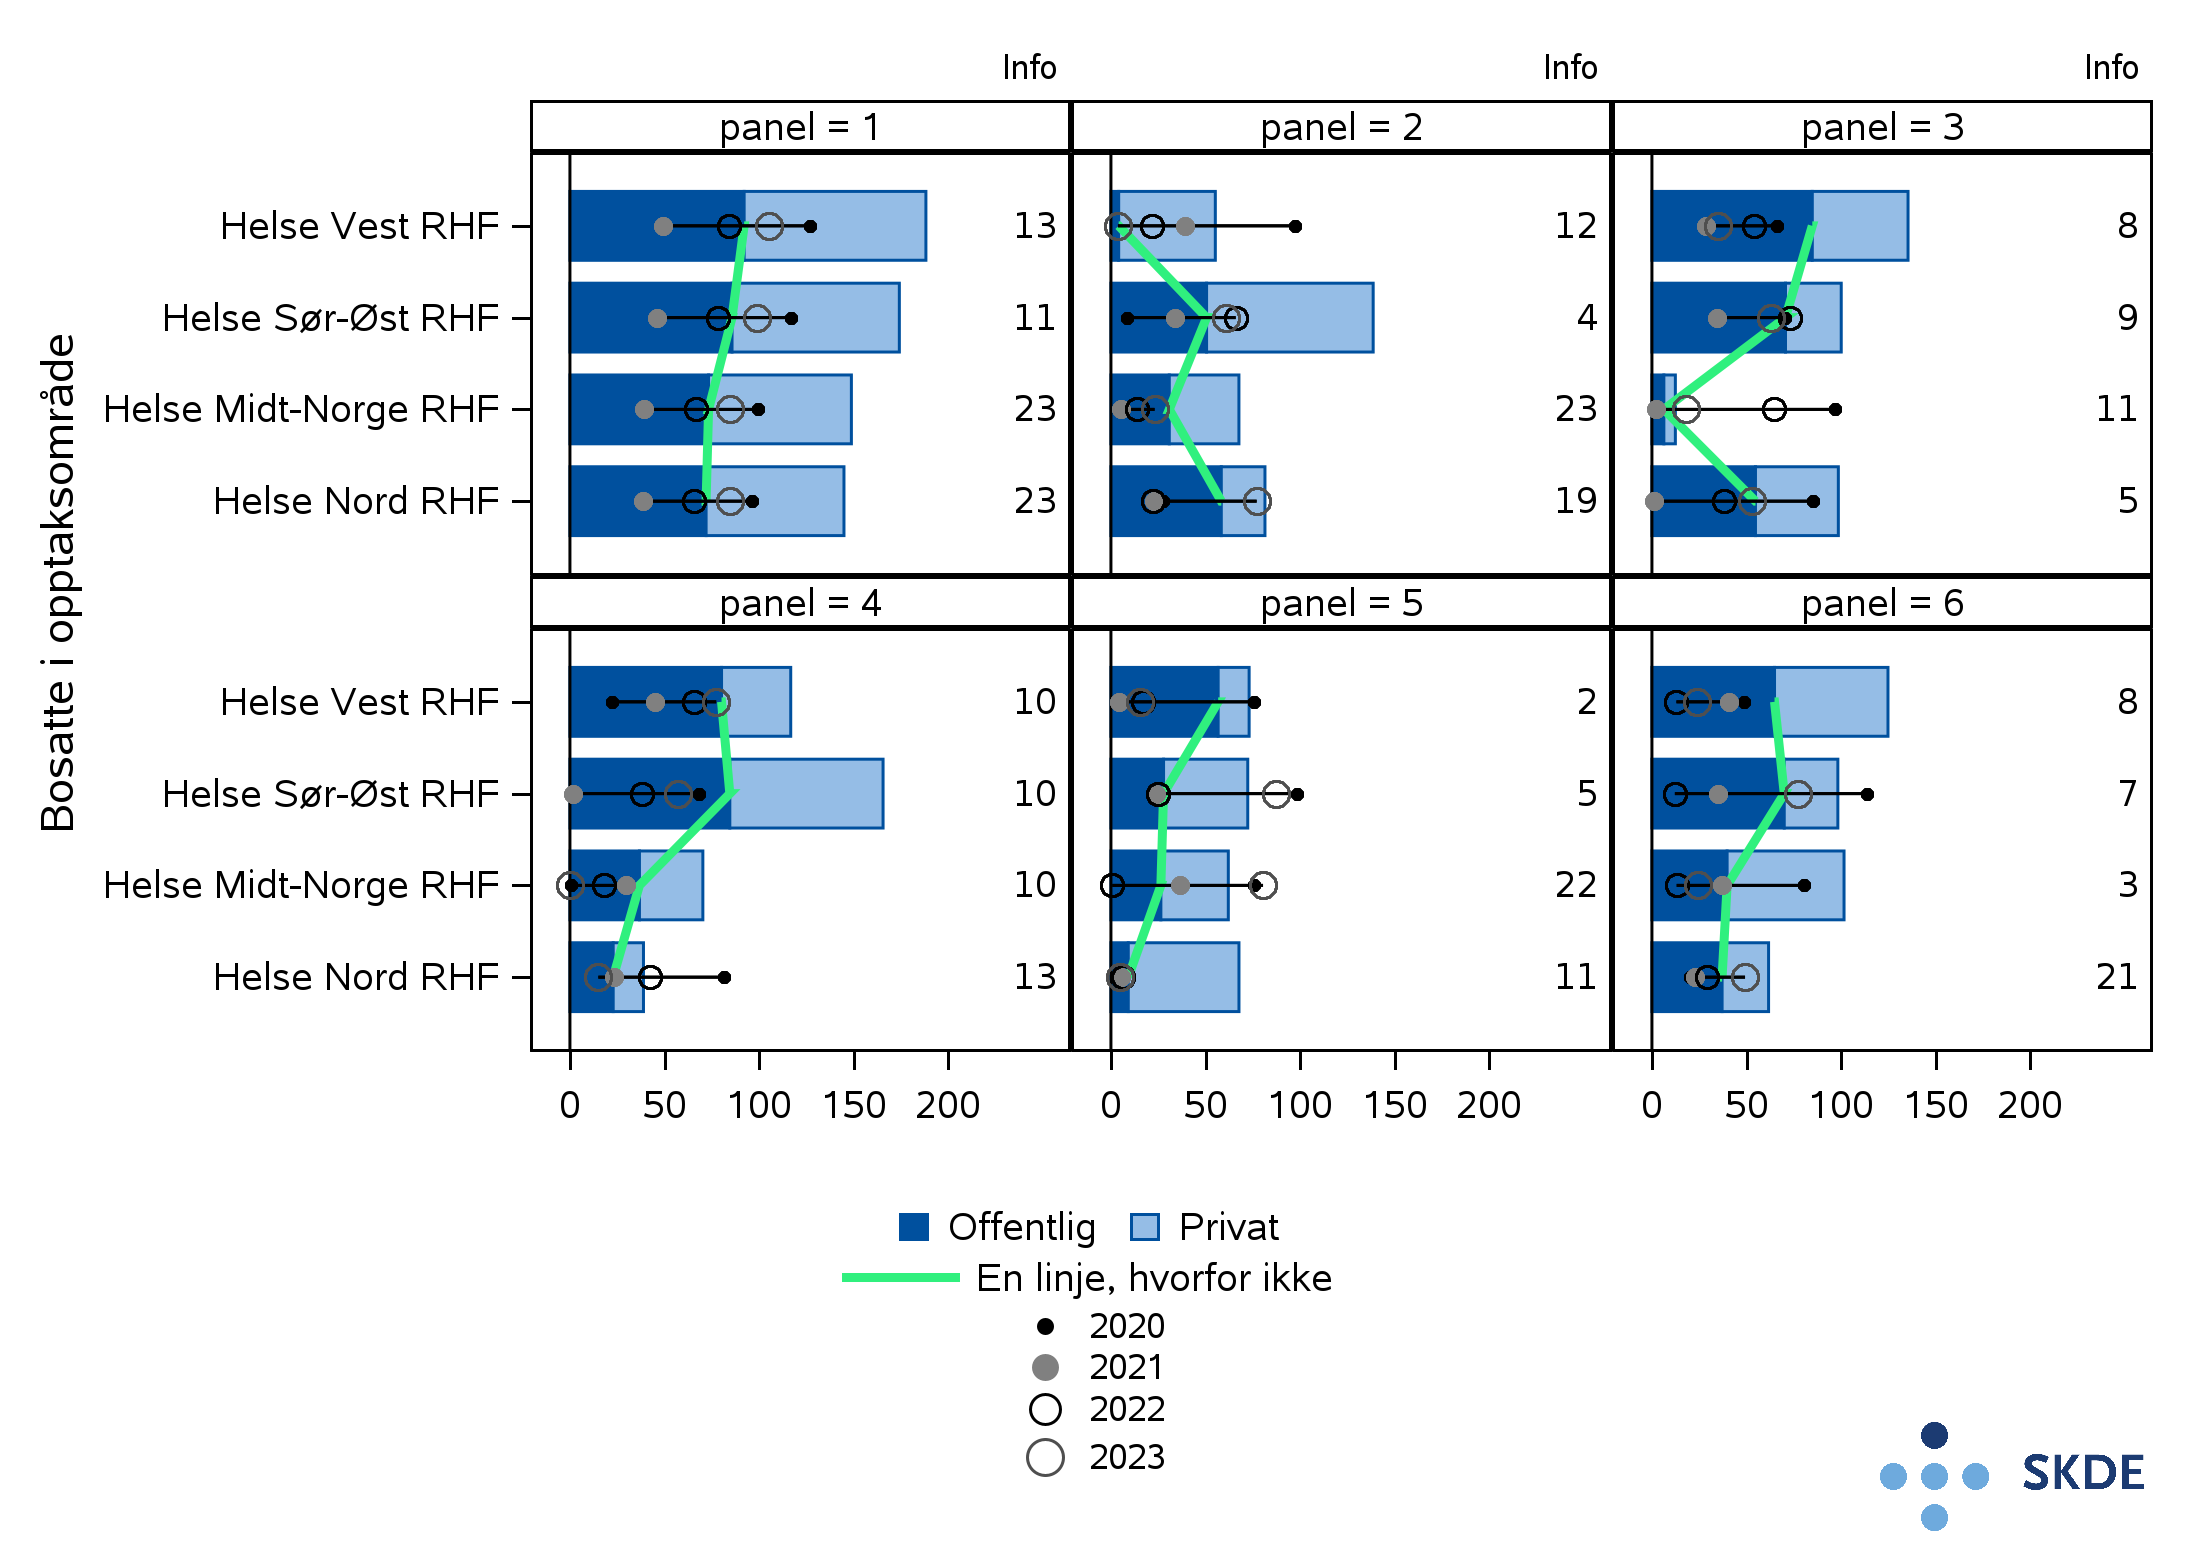 Info Info Info
panel = 1 panel = 2 panel = 3
Bosatte i opptaksområde
Helse Vest RHF 13 12 8
Helse Sør-Øst RHF 11 4 9
Helse Midt-Norge RHF 23 23 11
Helse Nord RHF 23 19 5
panel = 4 panel = 5 panel = 6
Helse Vest RHF 10 2 8
Helse Sør-Øst RHF 10 5 7
Helse Midt-Norge RHF 10 22 3
Helse Nord RHF 13 11 21
0 50 100 150 200 0 50 100 150 200 0 50 100 150 200
Offentlig Privat
En linje, hvorfor ikke
2020
2021
2022
2023
SKDE